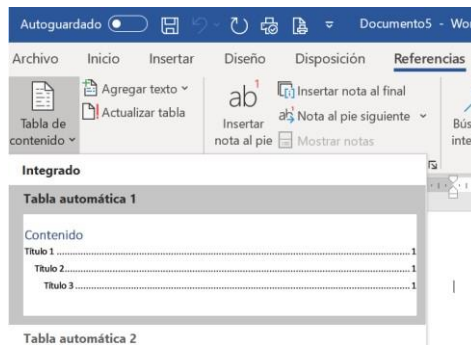 Autoguardado Documento5 - Wor
Archivo Inicio Insertar Diseño Disposición Referencias
Tabla de contenido
Agregar texto
Actualizar tabla
ab1
Insertar nota al pie
Insertar nota al final
Nota al pie siguiente
Mostrar notas
Bús
inte
Integrado
Tabla automática 1
Contenido
Título 1 ........ 1
Título 2 ........ 1
Título 3 ........ 1
Tabla automática 2